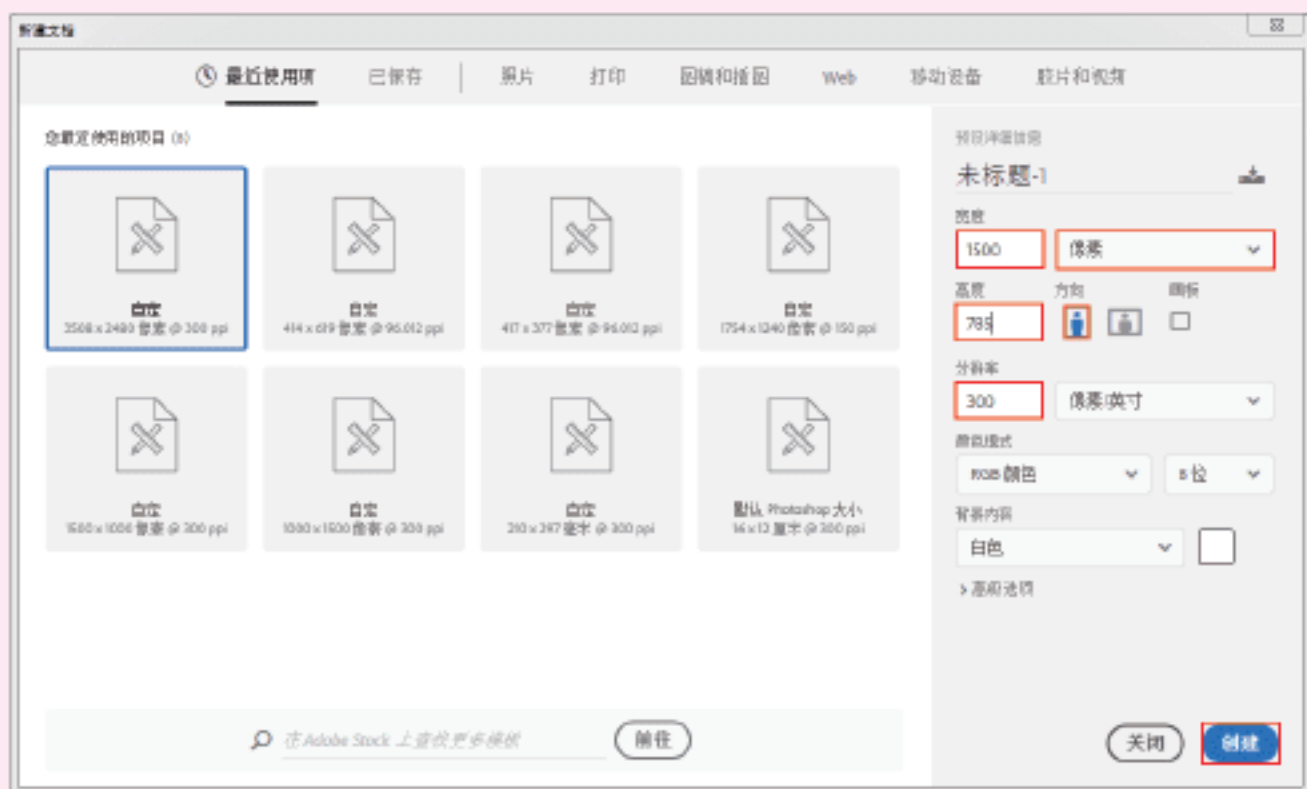 新建文档
最近使用项 已保存 照片 打印 图稿和插图 Web 移动设备 胶片和视频
您最近使用的项目 (8)
自定
3508 x 2480 像素 @ 300 ppi
自定
414 x 619 像素 @ 96.012 ppi
自定
417 x 377 像素 @ 96.012 ppi
自定
1754 x 1240 像素 @ 150 ppi
自定
1500 x 1000 像素 @ 300 ppi
自定
1000 x 1500 像素 @ 300 ppi
自定
210 x 297 毫米 @ 300 ppi
默认 Photoshop 大小
16 x 12 厘米 @ 300 ppi
在 Adobe Stock 上查找更多模板
前往
预设详细信息
未标题-1
宽度
1500 像素
高度 方向 画板
785
分辨率
300 像素/英寸
颜色模式
RGB 颜色 8 位
背景内容
白色
高级选项
关闭 创建